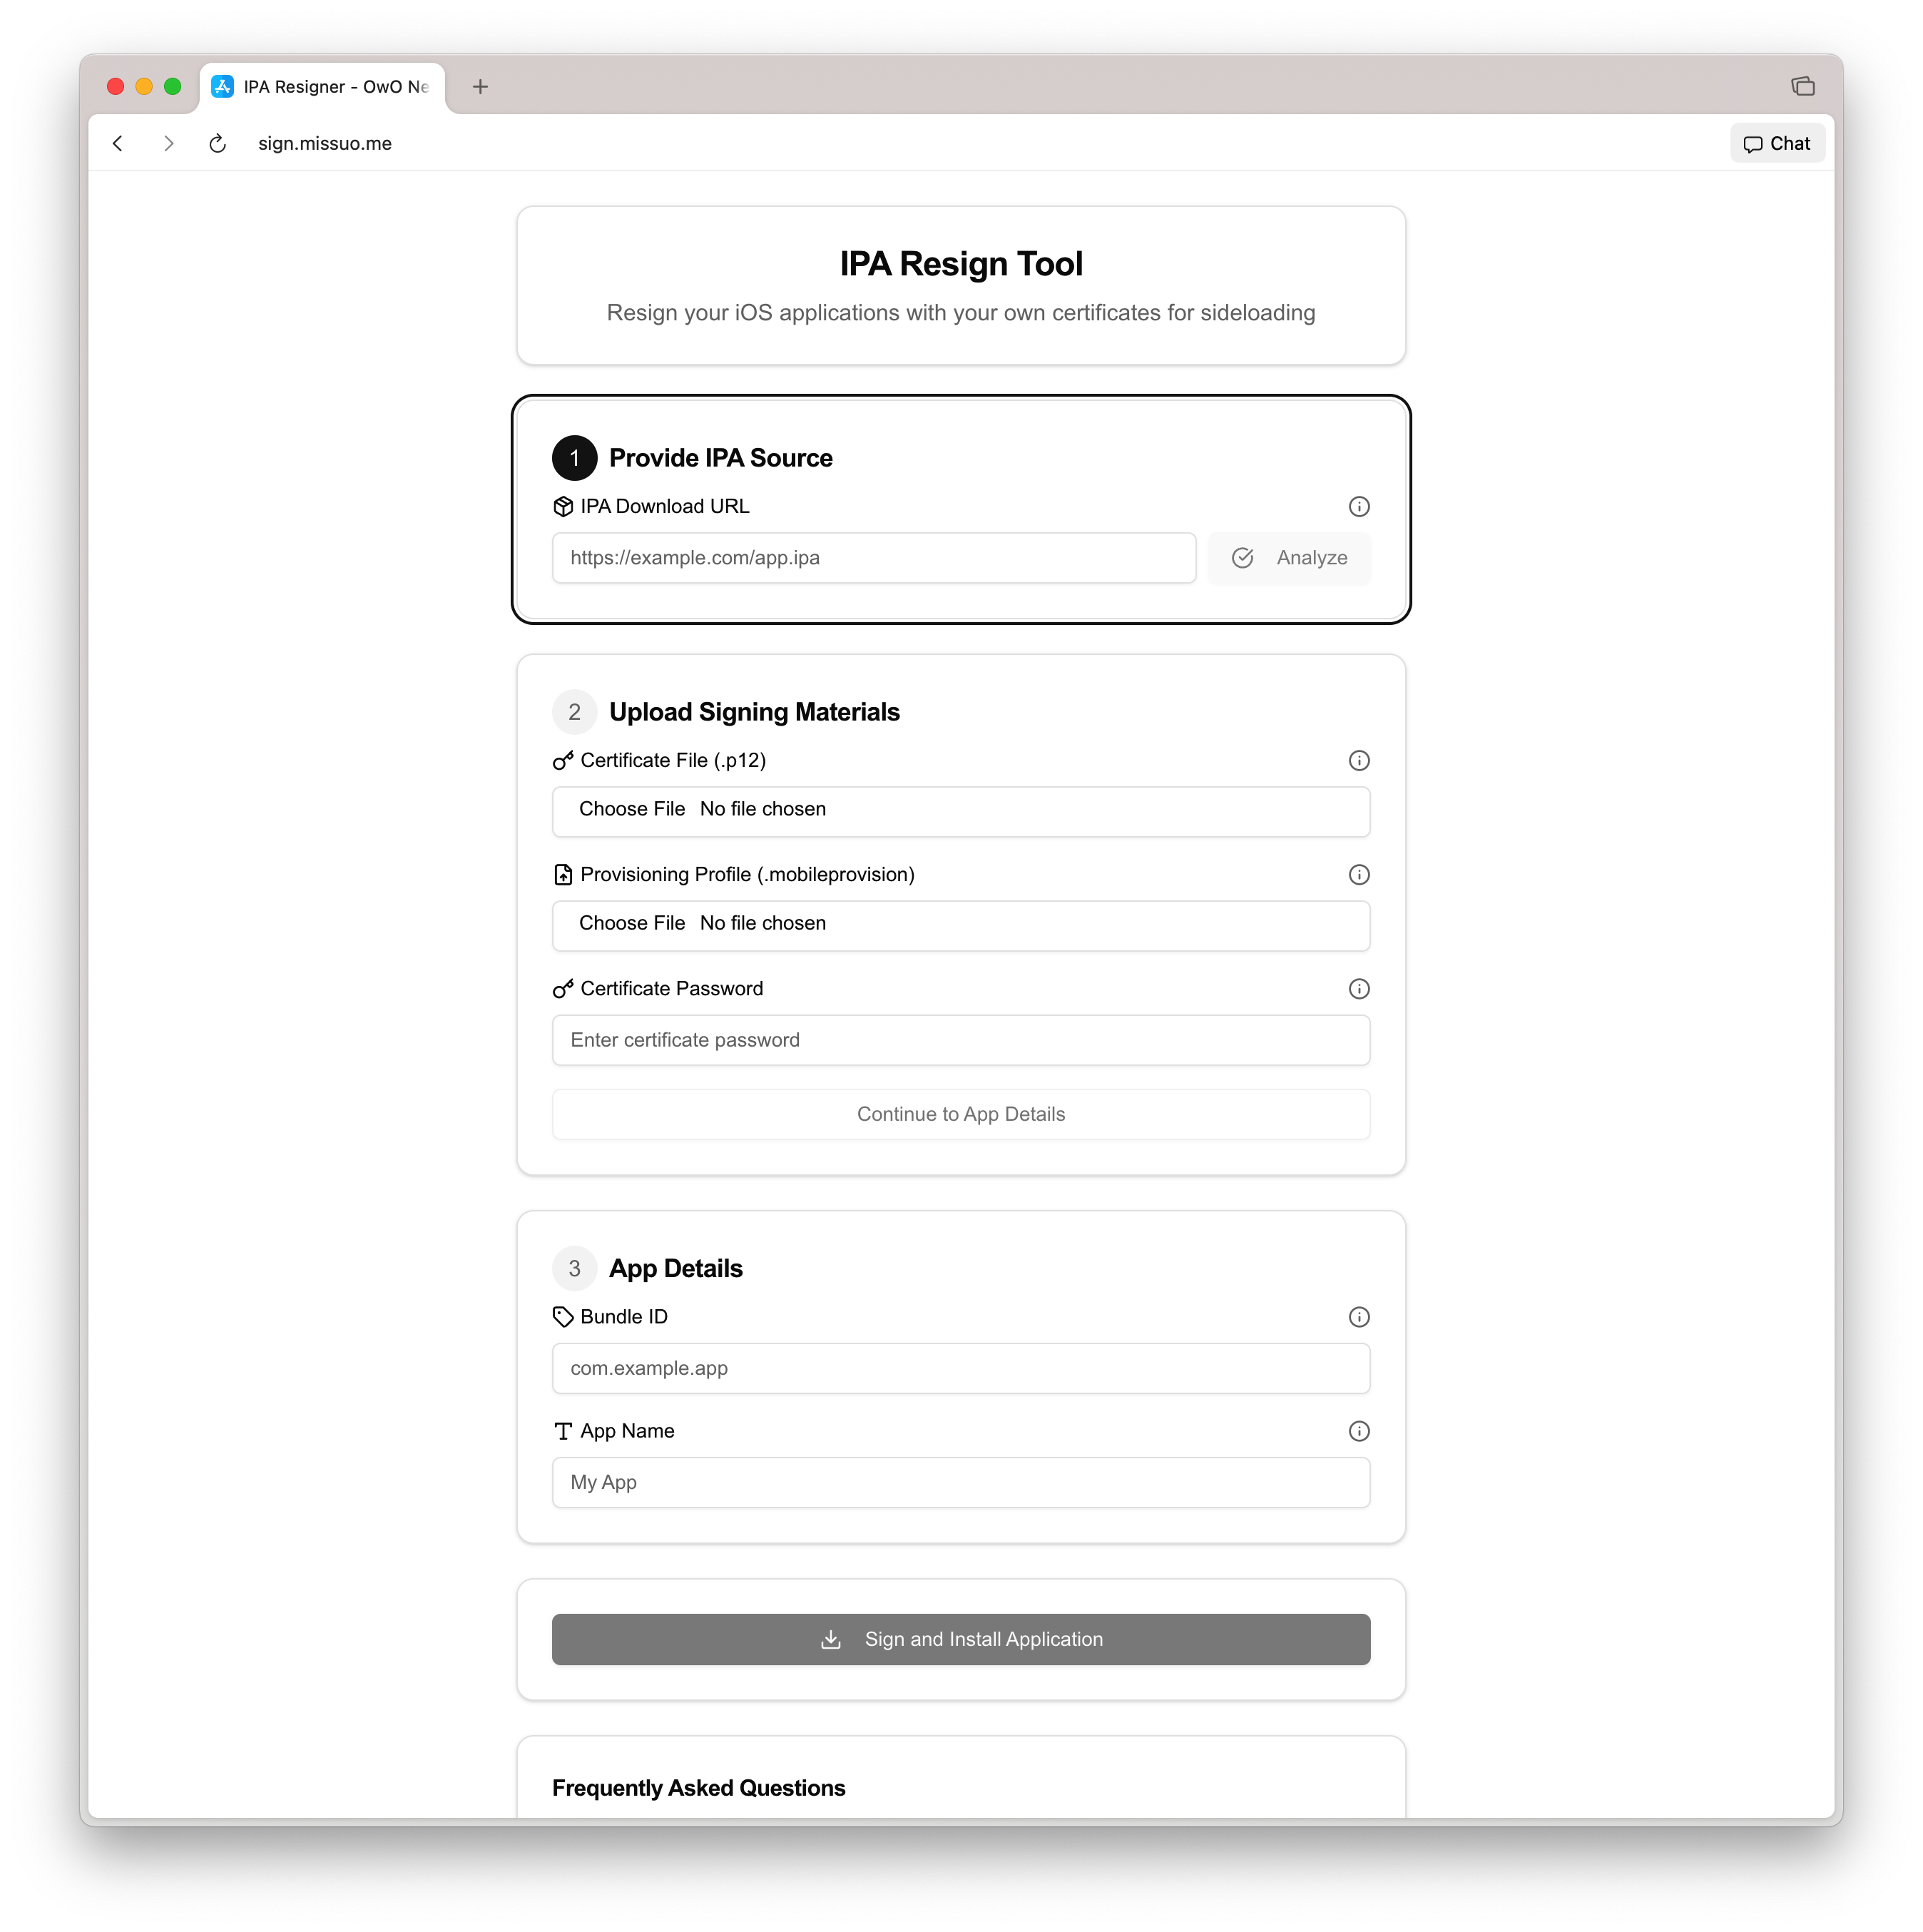 IPA Resigner - OwO Ne
sign.missuo.me
Chat
IPA Resign Tool
Resign your iOS applications with your own certificates for sideloading
1 Provide IPA Source
IPA Download URL
https://example.com/app.ipa
Analyze
2 Upload Signing Materials
Certificate File (.p12)
Choose File No file chosen
Provisioning Profile (.mobileprovision)
Choose File No file chosen
Certificate Password
Enter certificate password
Continue to App Details
3 App Details
Bundle ID
com.example.app
App Name
My App
Sign and Install Application
Frequently Asked Questions